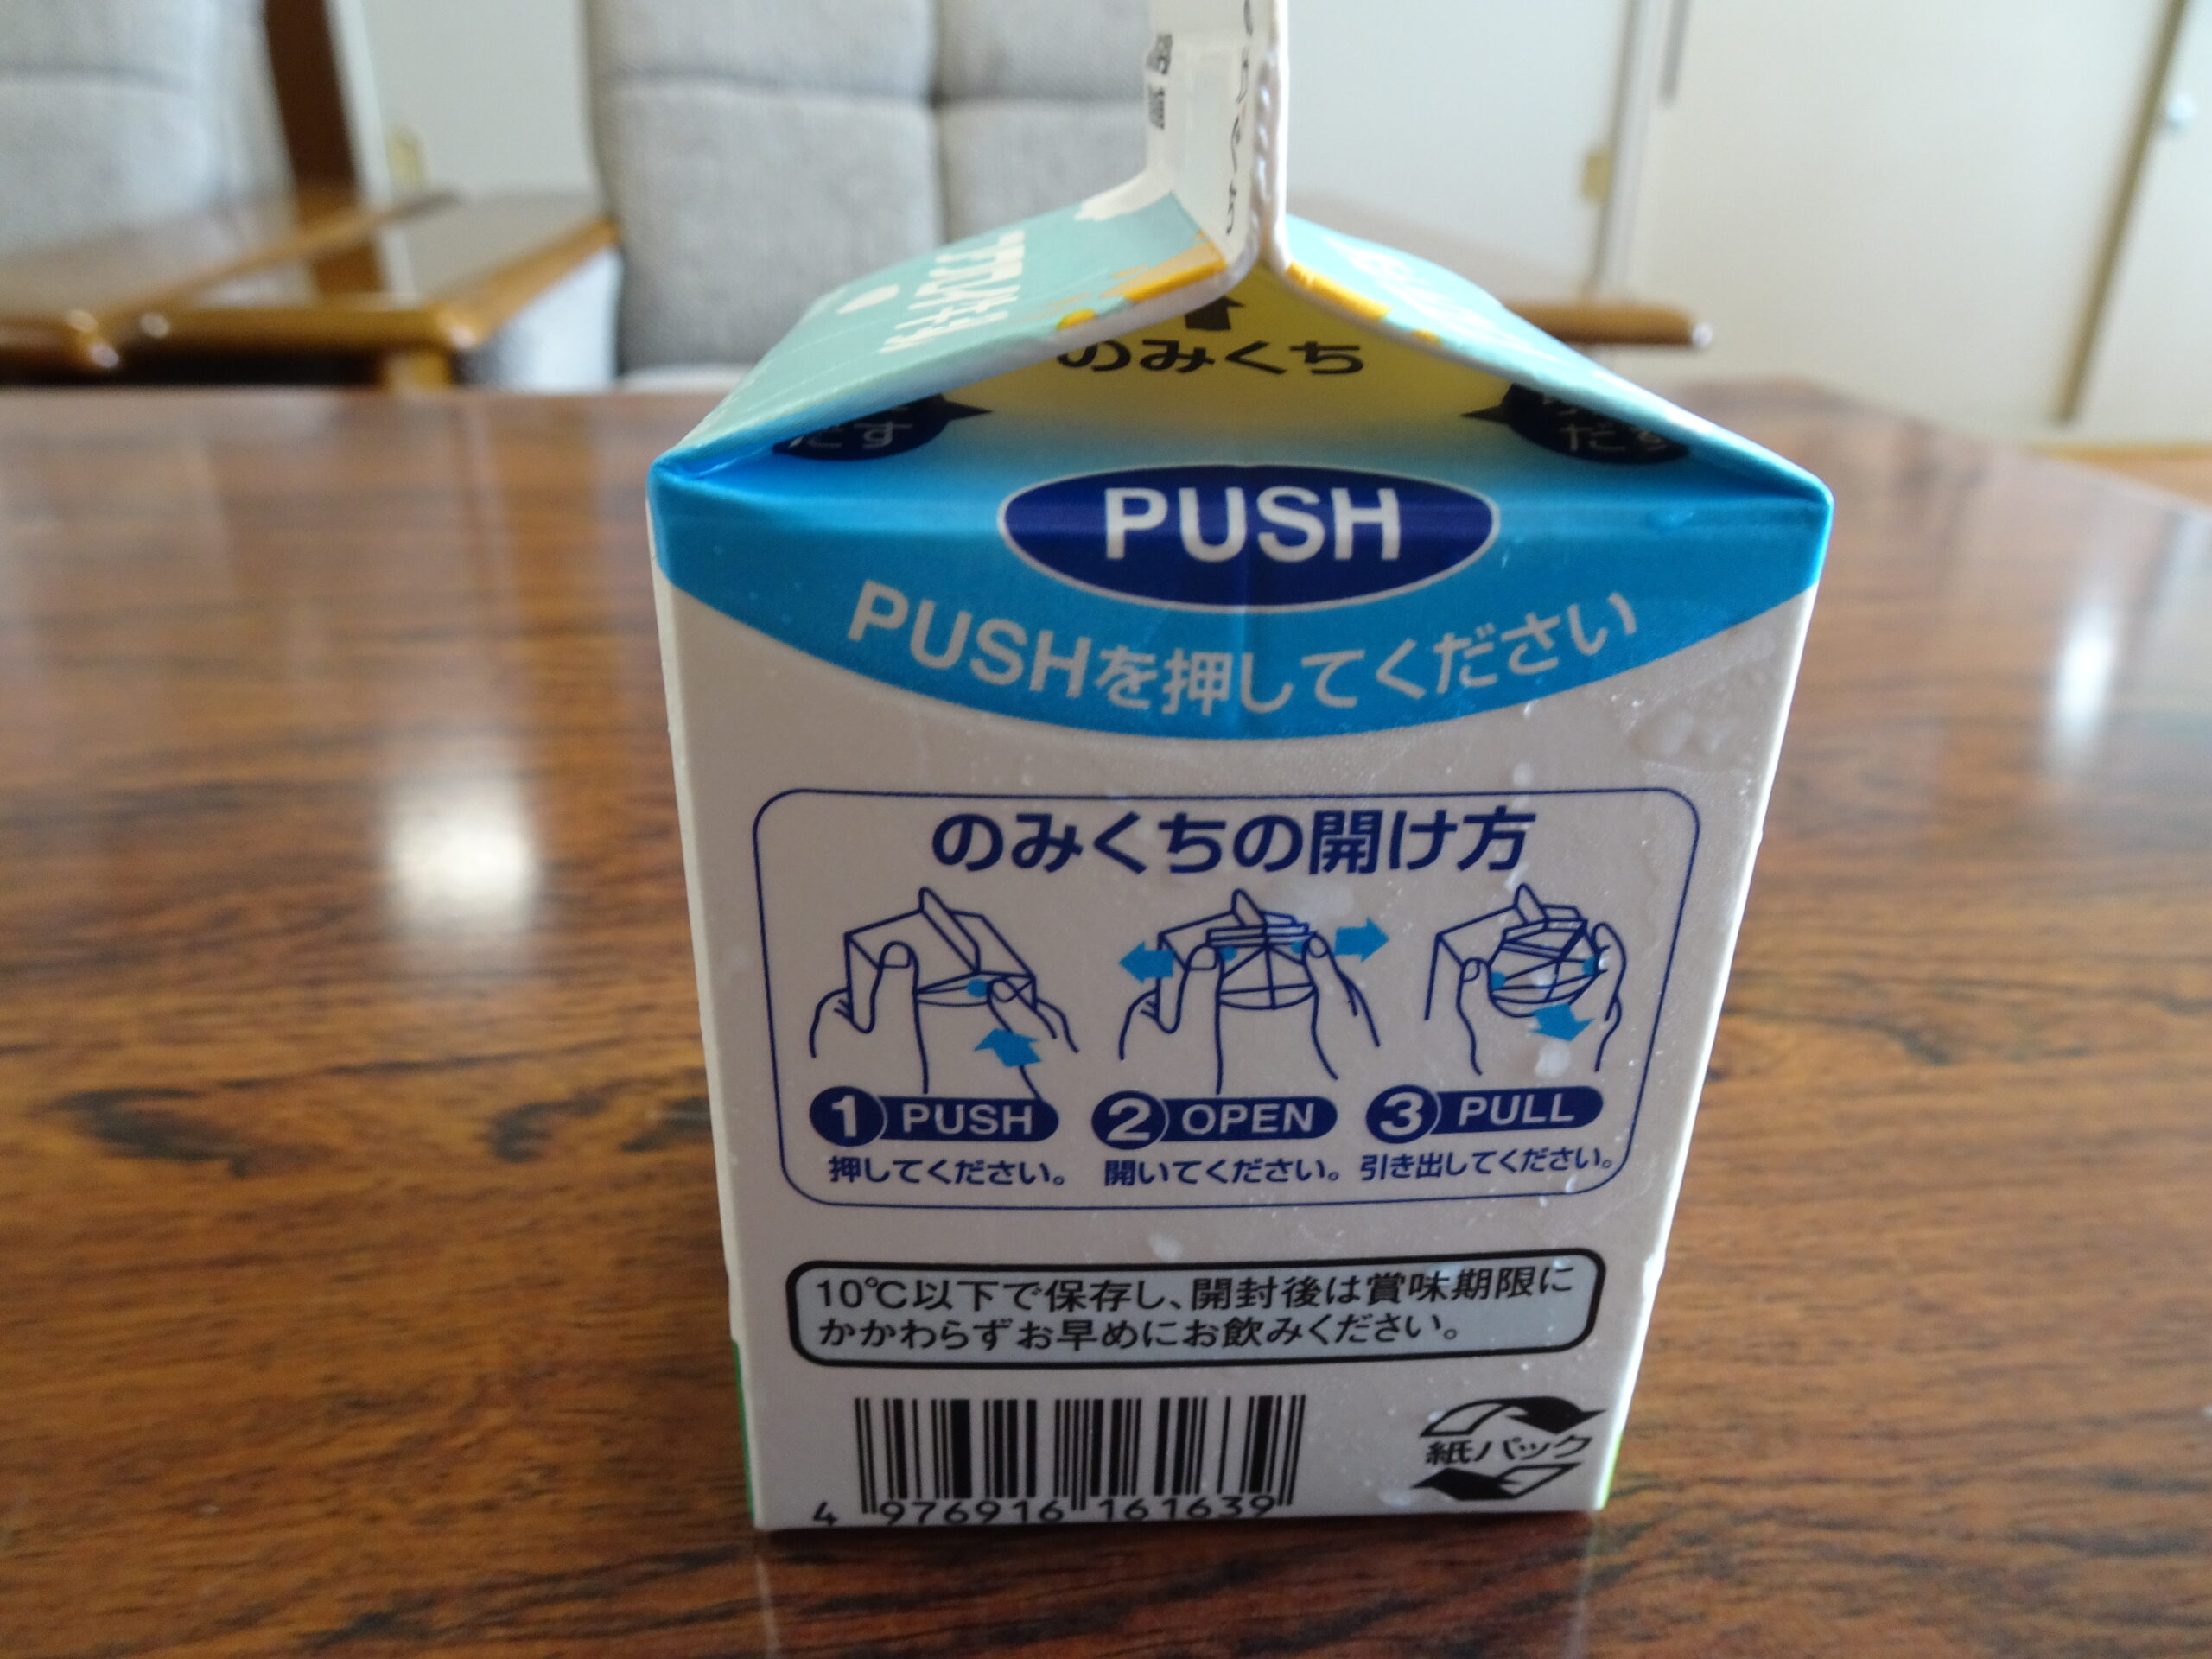 のみくち
だす
だす
PUSH
PUSHを押してください
のみくちの開け方
1 PUSH 2 OPEN 3 PULL
押してください。 開いてください。 引き出してください。
10℃以下で保存し、開封後は賞味期限に
かかわらずお早めにお飲みください。
4 976916 161639
紙パック